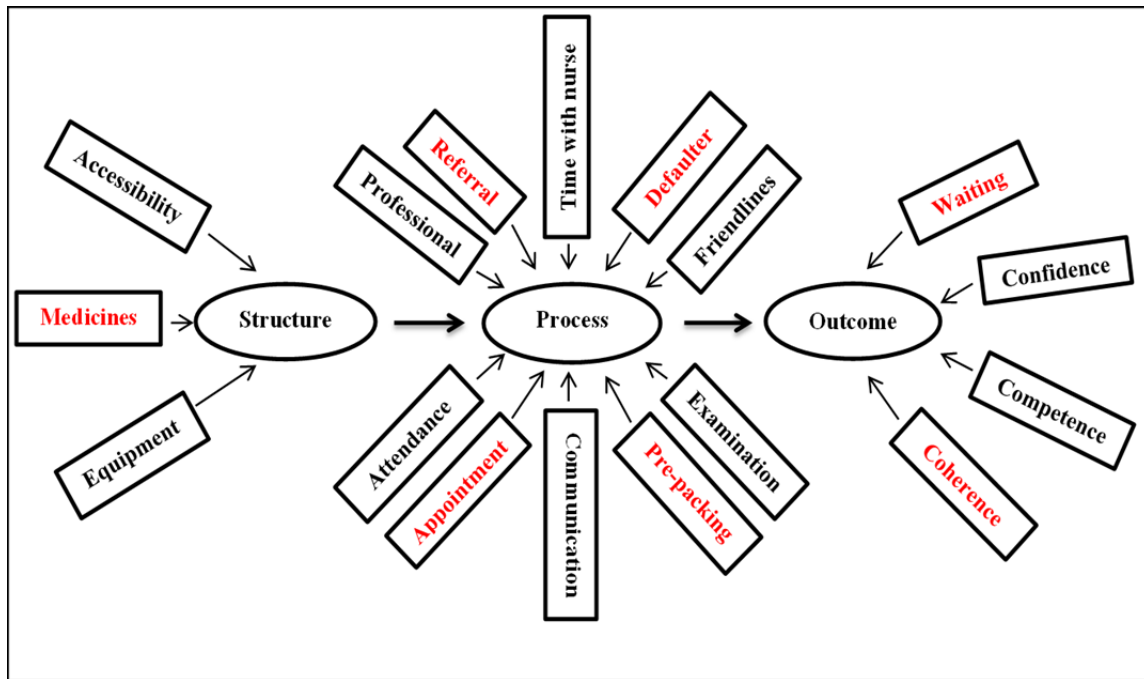 Accessibility
Medicines
Equipment
Structure
Professional
Referral
Time with nurse
Defaulter
Friendlines
Process
Attendance
Appointment
Communication
Pre-packing
Examination
Outcome
Waiting
Confidence
Competence
Coherence